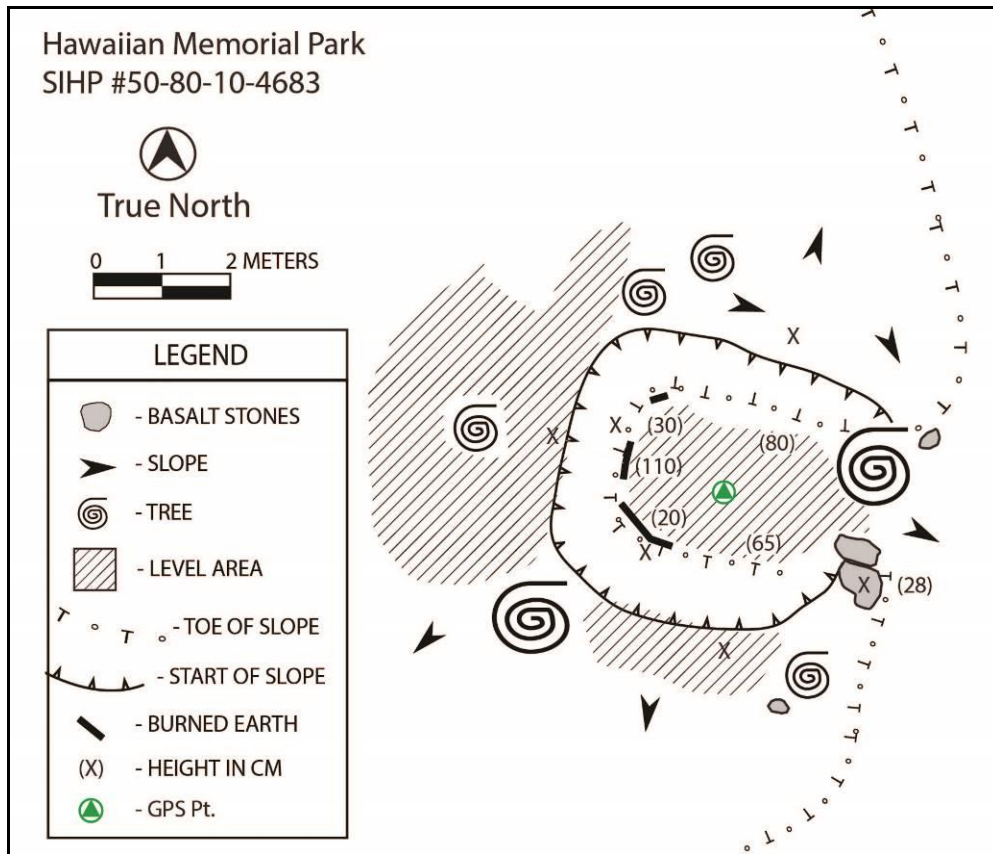 Hawaiian Memorial Park
SIHP #50-80-10-4683
True North
0 1 2 METERS
LEGEND
- BASALT STONES
- SLOPE
- TREE
- LEVEL AREA
- TOE OF SLOPE
- START OF SLOPE
- BURNED EARTH
(X) - HEIGHT IN CM
- GPS Pt.
X
X
X
(30)
(80)
(110)
(20)
X
(65)
X
(28)
X